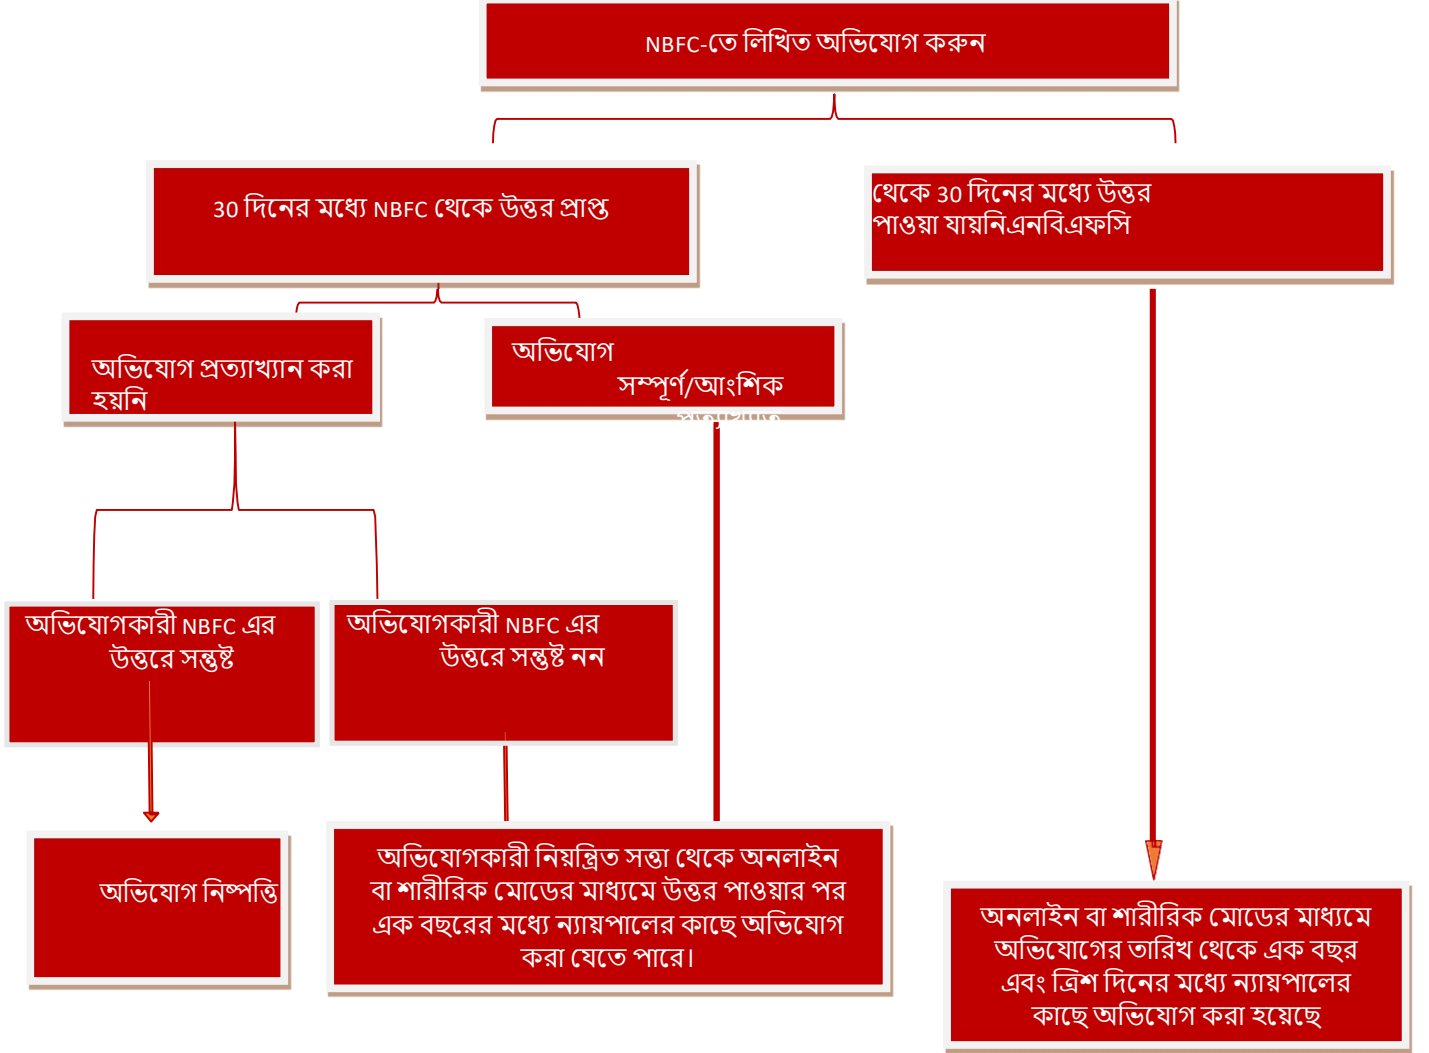 NBFC-তে লিখিত অভিযোগ করুন
30 দিনের মধ্যে NBFC থেকে উত্তর প্রাপ্ত
থেকে 30 দিনের মধ্যে উত্তর
পাওয়া যায়নিএনবিএফসি
অভিযোগ প্রত্যাখ্যান করা
হয়নি
অভিযোগ
সম্পূর্ণ/আংশিক
প্রত্যাখ্যাত
অভিযোগকারী NBFC এর
উত্তরে সন্তুষ্ট
অভিযোগকারী NBFC এর
উত্তরে সন্তুষ্ট নন
অভিযোগ নিষ্পত্তি
অভিযোগকারী নিয়ন্ত্রিত সত্তা থেকে অনলাইন
বা শারীরিক মোডের মাধ্যমে উত্তর পাওয়ার পর
এক বছরের মধ্যে ন্যায়পালের কাছে অভিযোগ
করা যেতে পারে।
অনলাইন বা শারীরিক মোডের মাধ্যমে
অভিযোগের তারিখ থেকে এক বছর
এবং ত্রিশ দিনের মধ্যে ন্যায়পালের
কাছে অভিযোগ করা হয়েছে